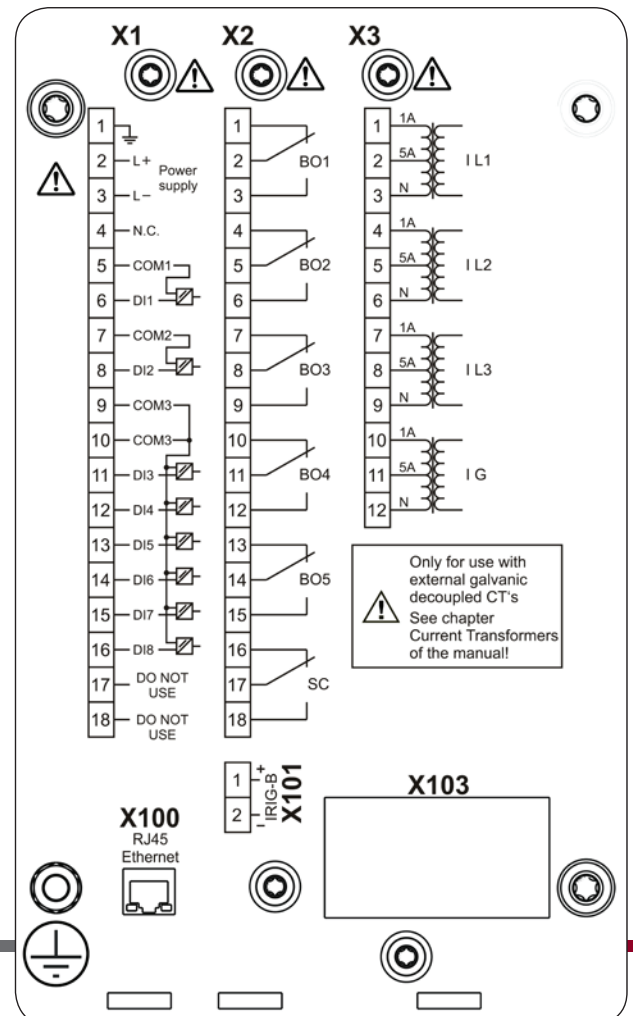 X1
X2
X3
1
2 L+ Power
supply
3 L−
4 N.C.
5 COM1
6 DI1
7 COM2
8 DI2
9 COM3
10 COM3
11 DI3
12 DI4
13 DI5
14 DI6
15 DI7
16 DI8
17 DO NOT
USE
18 DO NOT
USE
1
2 BO1
3
4
5 BO2
6
7
8 BO3
9
10
11 BO4
12
13
14 BO5
15
16
17 SC
18
1 1A
2 5A I L1
3 N
4 1A
5 5A I L2
6 N
7 1A
8 5A I L3
9 N
10 1A
11 5A I G
12 N
Only for use with
external galvanic
decoupled CT's
See chapter
Current Transformers
of the manual!
1 +
2 −
IRIG-B
X101
X100
RJ45
Ethernet
X103